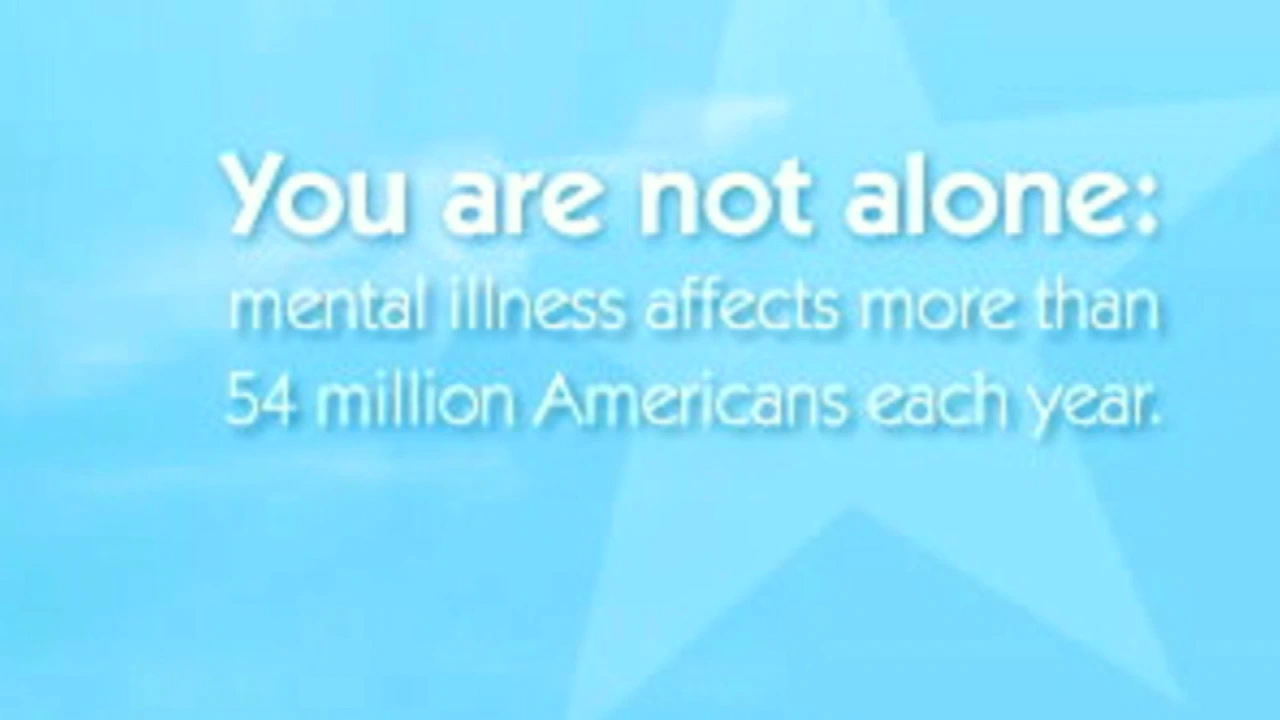 You are not alone:
mental illness affects more than
54 million Americans each year.